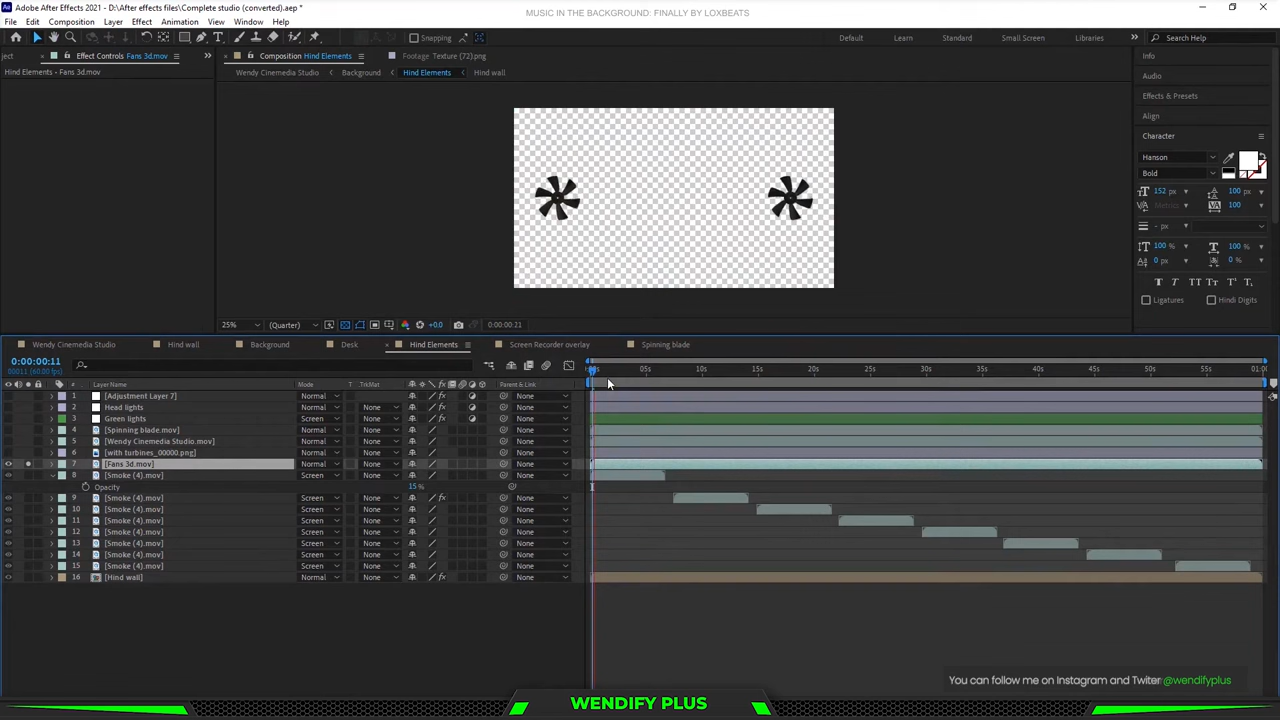 Adobe After Effects 2021 - D:\After effects files\Complete studio (converted).aep *
MUSIC IN THE BACKGROUND: FINALLY BY LOXBEATS
File Edit Composition Layer Effect Animation View Window Help
Snapping
Default Learn Standard Small Screen Libraries Search Help
ject Effect Controls Fans 3d.mov Composition Hind Elements Footage Texture (72).png Info
Hind Elements - Fans 3d.mov Wendy Cinemedia Studio Background Hind Elements Hind wall
Audio
Effects & Presets
Align
Character
Hanson
Bold
152 px 100 px
Metrics 100
- px
100 % 100 %
0 px 0 %
T T TT Tr T¹ T₁
Ligatures Hindi Digits
25% (Quarter) +0.0 0:00:00:21
Wendy Cinemedia Studio Hind wall Background Desk Hind Elements Screen Recorder overlay Spinning blade
0:00:00:11
00011 (60.00 fps)
05s 10s 15s 20s 25s 30s 35s 40s 45s 50s 55s 01:00
# Layer Name Mode T .TrkMat Parent & Link
1 [Adjustment Layer 7] Normal None
2 Head lights Normal None None
3 Green lights Screen None None
4 [Spinning blade.mov] Normal None None
5 [Wendy Cinemedia Studio.mov] Normal None None
6 [with turbines_00000.png] Normal None None
7 [Fans 3d.mov] Normal None None
8 [Smoke (4).mov] Screen None None
Opacity 15 %
9 [Smoke (4).mov] Screen None None
10 [Smoke (4).mov] Screen None None
11 [Smoke (4).mov] Screen None None
12 [Smoke (4).mov] Screen None None
13 [Smoke (4).mov] Screen None None
14 [Smoke (4).mov] Screen None None
15 [Smoke (4).mov] Screen None None
16 [Hind wall] Normal None None
You can follow me on Instagram and Twiter @wendifyplus
WENDIFY PLUS